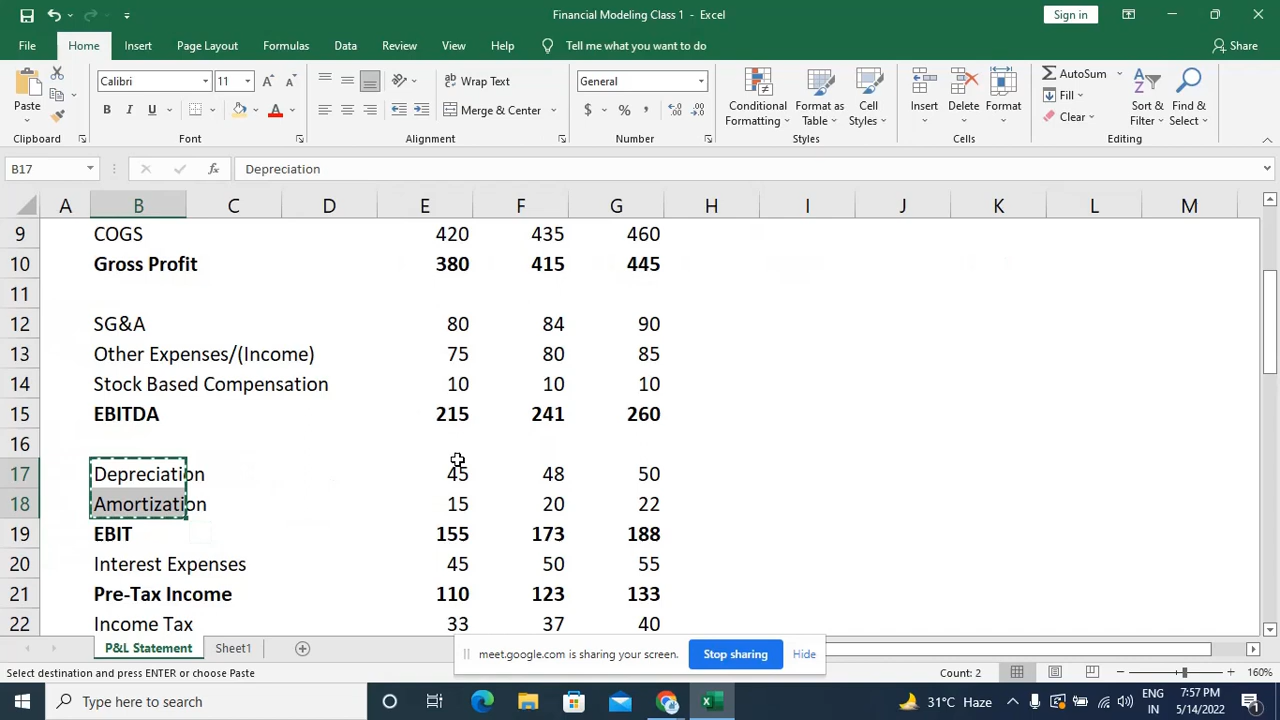 Financial Modeling Class 1 - Excel
Sign in
File Home Insert Page Layout Formulas Data Review View Help Tell me what you want to do Share
Paste
Clipboard
Calibri 11
B I U
Font
Wrap Text
Merge & Center
Alignment
General
$ % ,
Number
Conditional Formatting
Format as Table
Cell Styles
Styles
Insert
Delete
Format
Cells
AutoSum
Fill
Clear
Sort & Filter
Find & Select
Editing
B17 fx Depreciation
A B C D E F G H I J K L M
9 COGS 420 435 460
10 Gross Profit 380 415 445
11
12 SG&A 80 84 90
13 Other Expenses/(Income) 75 80 85
14 Stock Based Compensation 10 10 10
15 EBITDA 215 241 260
16
17 Depreciation 45 48 50
18 Amortization 15 20 22
19 EBIT 155 173 188
20 Interest Expenses 45 50 55
21 Pre-Tax Income 110 123 133
22 Income Tax 33 37 40
P&L Statement Sheet1
meet.google.com is sharing your screen. Stop sharing Hide
Select destination and press ENTER or choose Paste Count: 2 160%
Type here to search
31°C Haze
ENG
IN
7:57 PM
5/14/2022
1